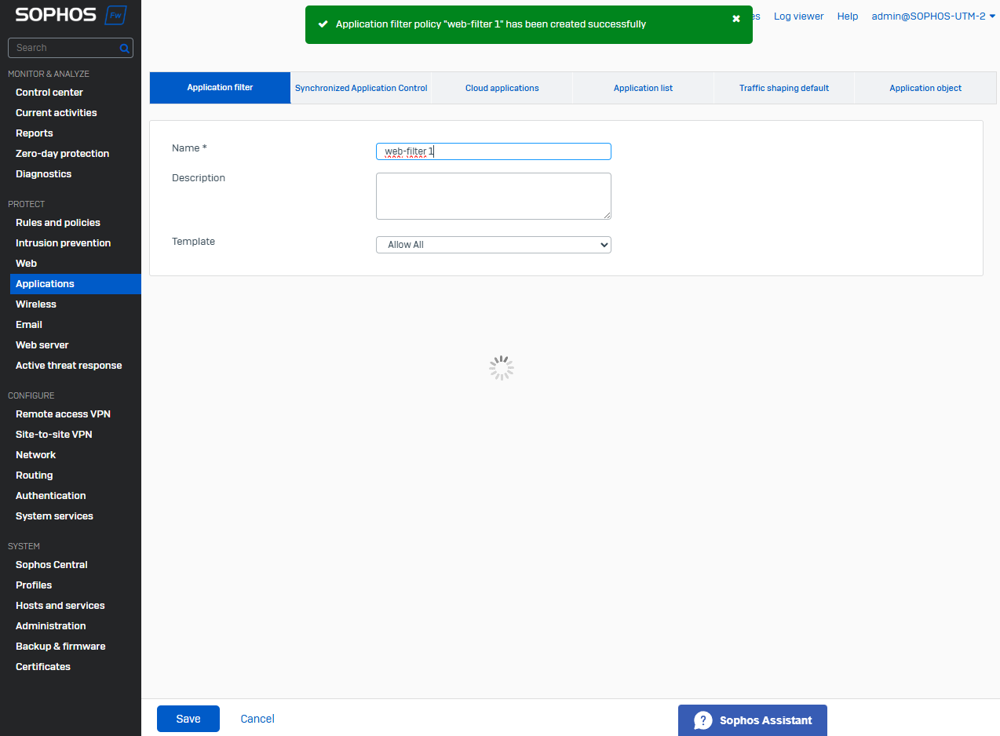 SOPHOS Fw
Application filter policy "web-filter 1" has been created successfully
Log viewer
Help
admin@SOPHOS-UTM-2
Search
MONITOR & ANALYZE
Control center
Current activities
Reports
Zero-day protection
Diagnostics
PROTECT
Rules and policies
Intrusion prevention
Web
Applications
Wireless
Email
Web server
Active threat response
CONFIGURE
Remote access VPN
Site-to-site VPN
Network
Routing
Authentication
System services
SYSTEM
Sophos Central
Profiles
Hosts and services
Administration
Backup & firmware
Certificates
Application filter
Synchronized Application Control
Cloud applications
Application list
Traffic shaping default
Application object
Name *
web-filter 1
Description
Template
Allow All
Save
Cancel
? Sophos Assistant